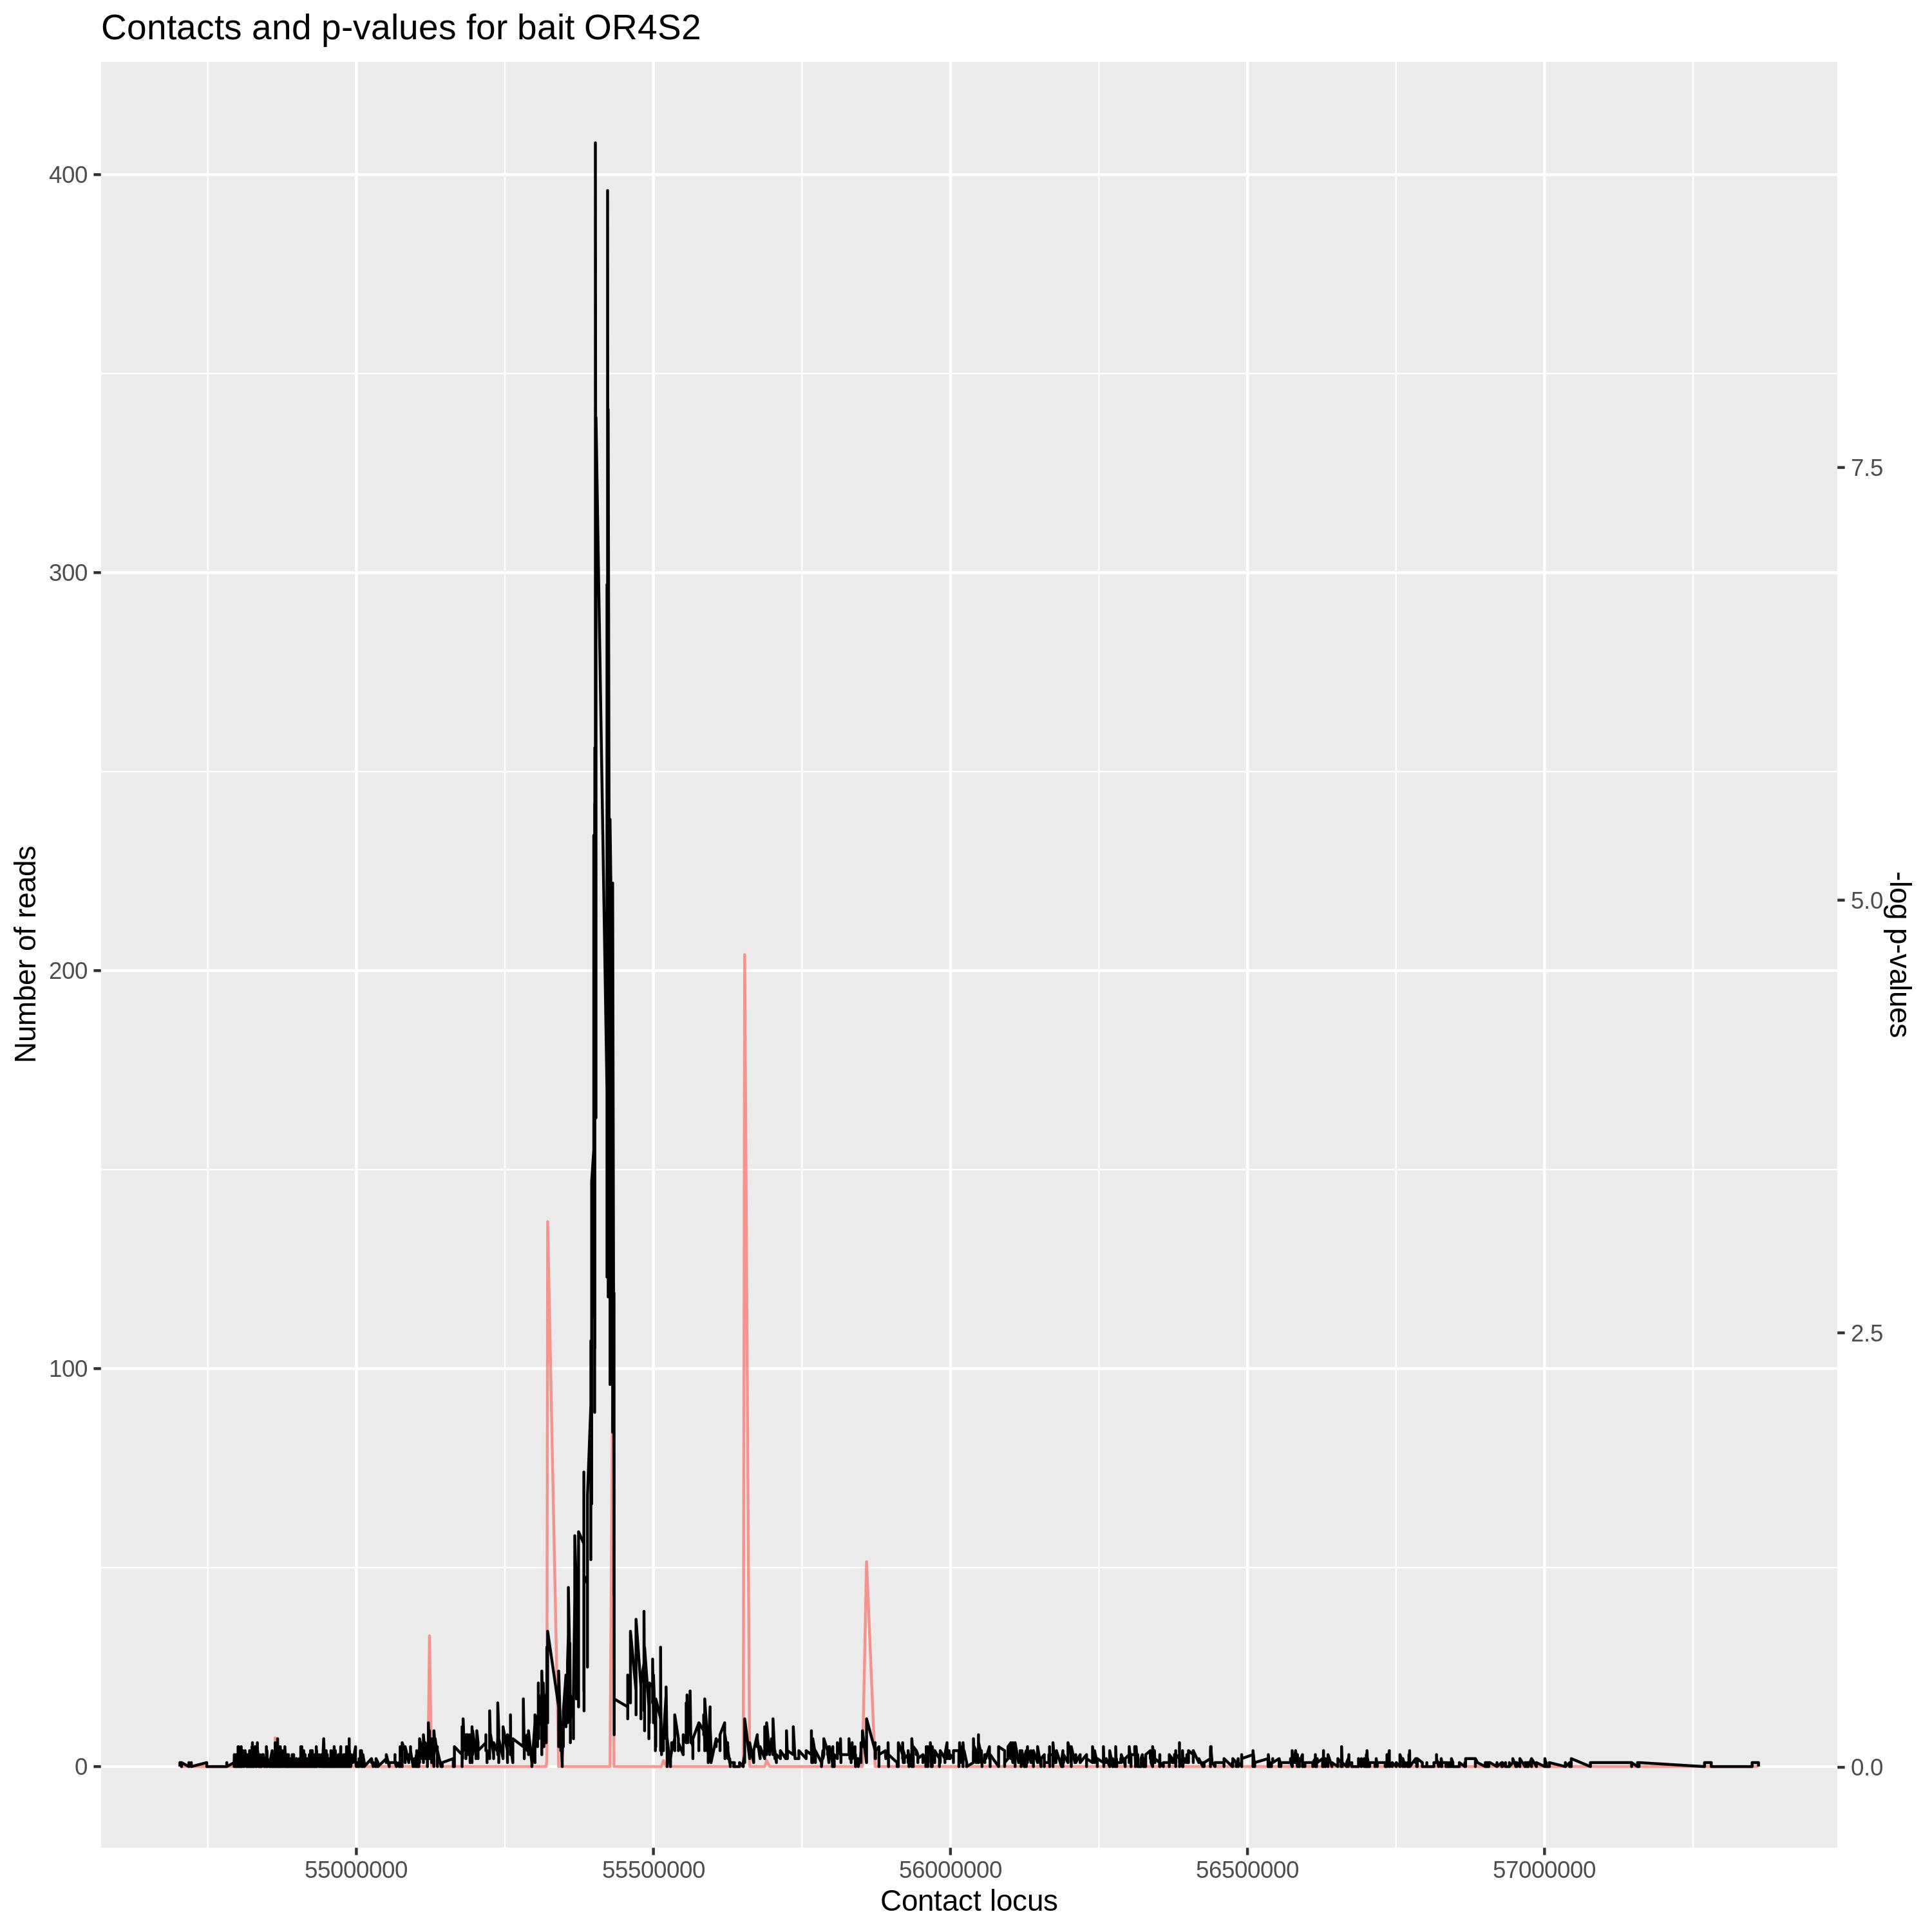 Contacts and p-values for bait OR4S2
400
300
200
100
0
Number of reads
7.5
5.0
2.5
0.0
-log p-values
55000000 55500000 56000000 56500000 57000000
Contact locus